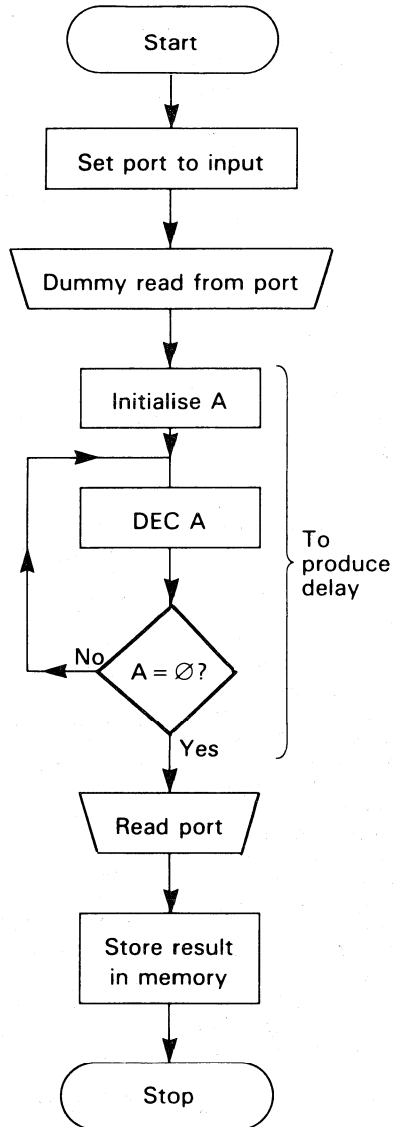 Start
Set port to input
Dummy read from port
Initialise A
DEC A
To
produce
delay
No
A = Ø?
Yes
Read port
Store result
in memory
Stop